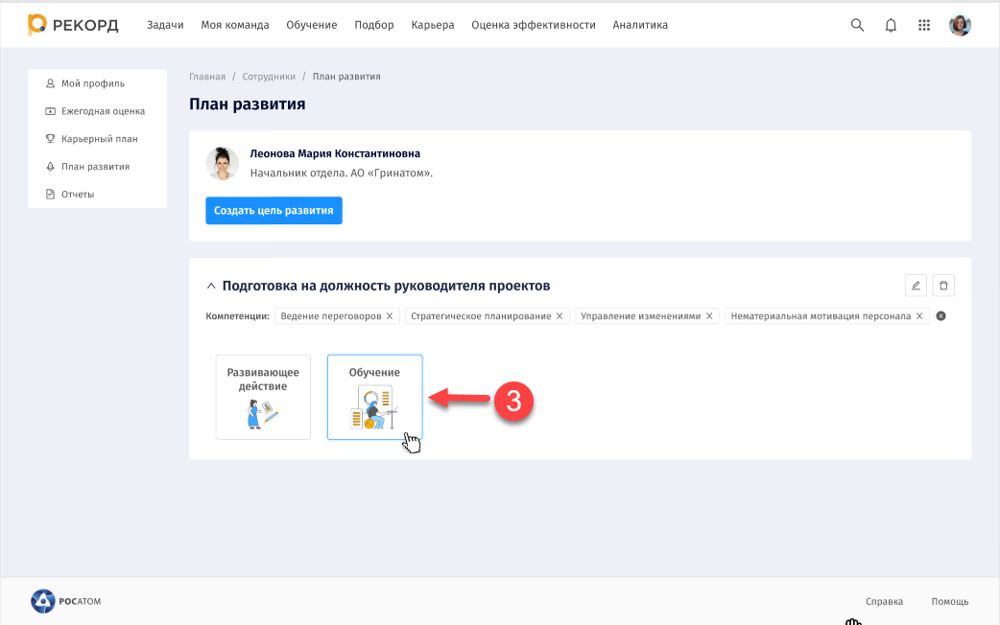 РЕКОРД Задачи Моя команда Обучение Подбор Карьера Оценка эффективности Аналитика
Мой профиль
Ежегодная оценка
Карьерный план
План развития
Отчеты
Главная / Сотрудники / План развития
План развития
Леонова Мария Константиновна
Начальник отдела. АО «Гринатом».
Создать цель развития
Подготовка на должность руководителя проектов
Компетенции: Ведение переговоров Стратегическое планирование Управление изменениями Нематериальная мотивация персонала
Развивающее
действие
Обучение
3
РОСАТОМ
Справка Помощь